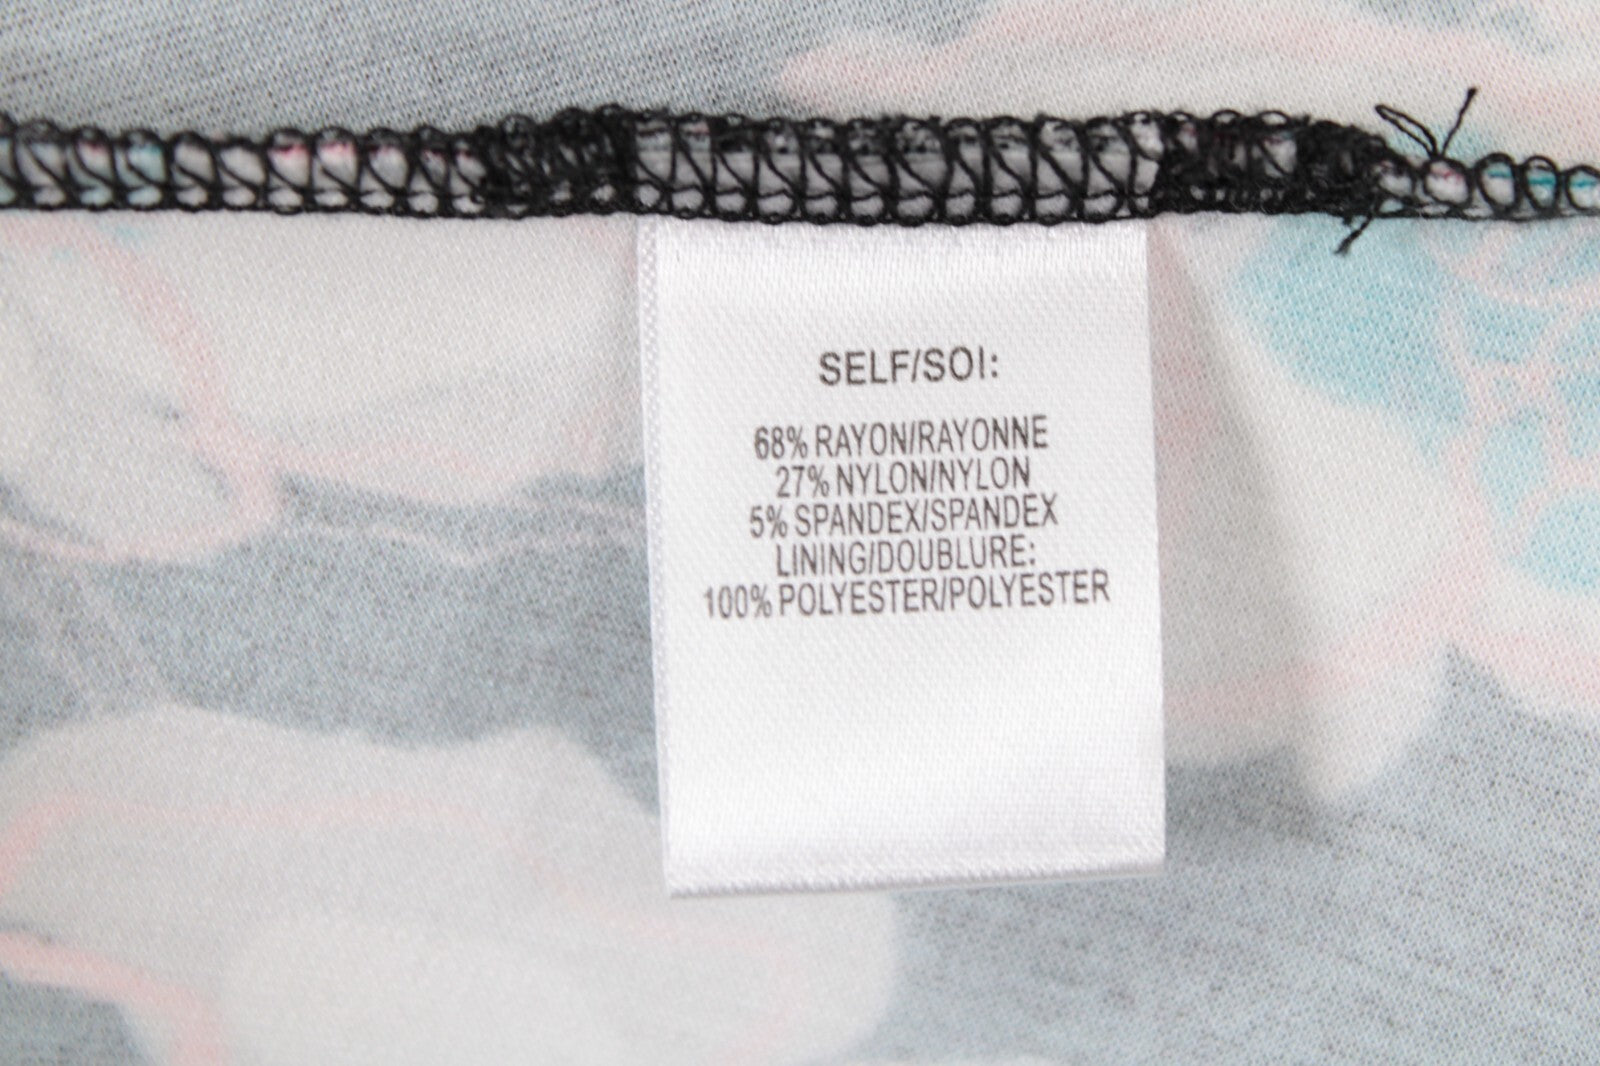 SELF/SOI:
68% RAYON/RAYONNE
27% NYLON/NYLON
5% SPANDEX/SPANDEX
LINING/DOUBLURE:
100% POLYESTER/POLYESTER